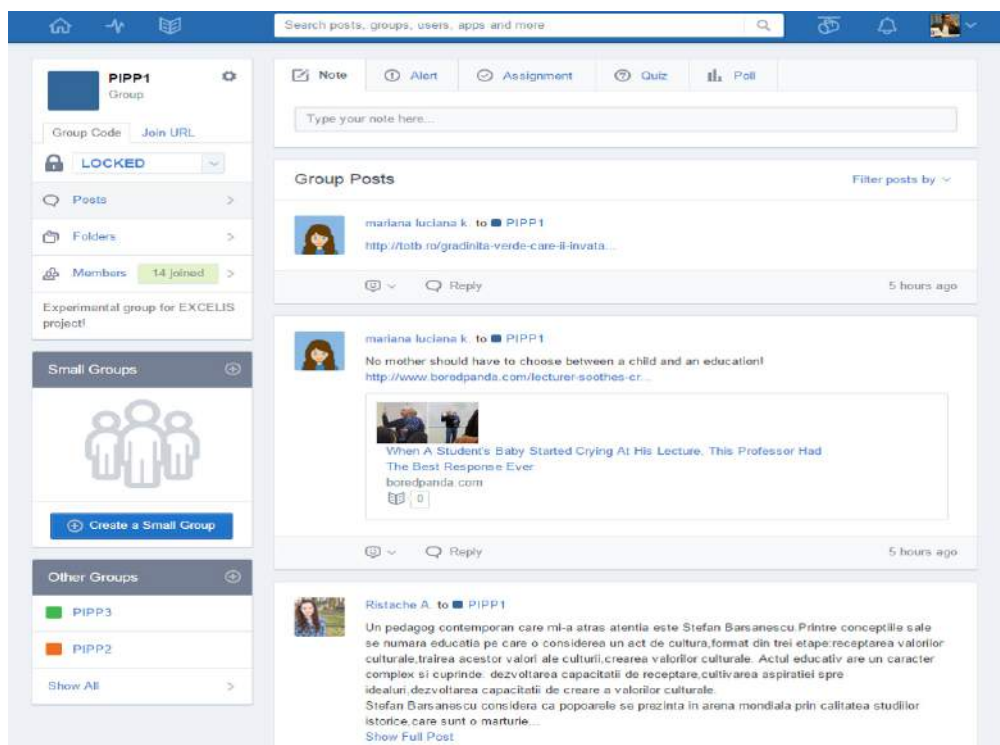 Search posts, groups, users, apps and more
PIPP1
Group
Group Code Join URL
LOCKED
Posts
Folders
Members 14 joined
Experimental group for EXCELIS
project!
Small Groups
Create a Small Group
Other Groups
PIPP3
PIPP2
Show All
Note Alert Assignment Quiz Poll
Type your note here...
Group Posts Filter posts by
mariana luciana k. to PIPP1
http://totb.ro/gradinita-verde-care-ii-invata...
Reply 5 hours ago
mariana luciana k. to PIPP1
No mother should have to choose between a child and an education!
http://www.boredpanda.com/lecturer-soothes-cr...
When A Student's Baby Started Crying At His Lecture, This Professor Had
The Best Response Ever
boredpanda.com
0
Reply 5 hours ago
Ristache A. to PIPP1
Un pedagog contemporan care mi-a atras atentia este Stefan Barsanescu.Printre conceptiile sale
se numara educatia pe care o considerea un act de cultura,format din trei etape:receptarea valorilor
culturale,trairea acestor valori ale culturii,crearea valorilor culturale. Actul educativ are un caracter
complex si cuprinde: dezvoltarea capacitatii de receptare,cultivarea aspiratiei spre
idealuri,dezvoltarea capacitatii de creare a valorilor culturale.
Stefan Barsanescu considera ca popoarele se prezinta in arena mondiala prin calitatea studiilor
istorice,care sunt o marturie...
Show Full Post